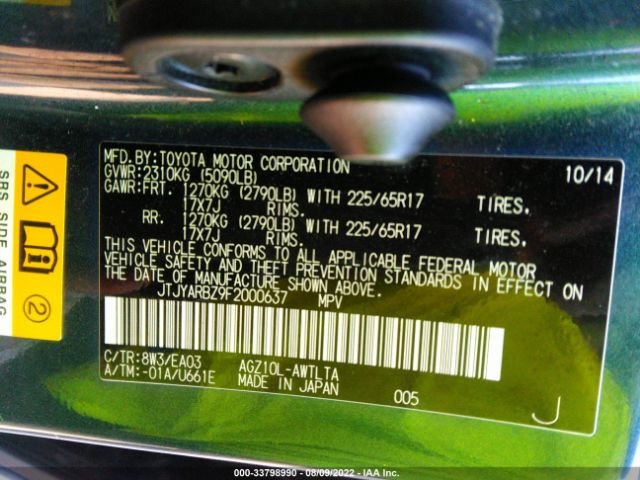 MFD.BY:TOYOTA MOTOR CORPORATION 10/14
GVWR:2310KG (5090LB)
GAWR:FRT. 1270KG (2790LB) WITH 225/65R17 TIRES.
17X7J RIMS.
RR. 1270KG (2790LB) WITH 225/65R17 TIRES.
17X7J RIMS.
THIS VEHICLE CONFORMS TO ALL APPLICABLE FEDERAL MOTOR
VEHICLE SAFETY AND THEFT PREVENTION STANDARDS IN EFFECT ON
THE DATE OF MANUFACTURE SHOWN ABOVE.
JTJYARBZ9F2000637 MPV
C/TR:8W3/EA03 AGZ10L-AWTLTA
A/TM:-01A/U661E MADE IN JAPAN 005 J
SRS SIDE AIRBAG
2
000-33798990 - 08/09/2022 - IAA Inc.